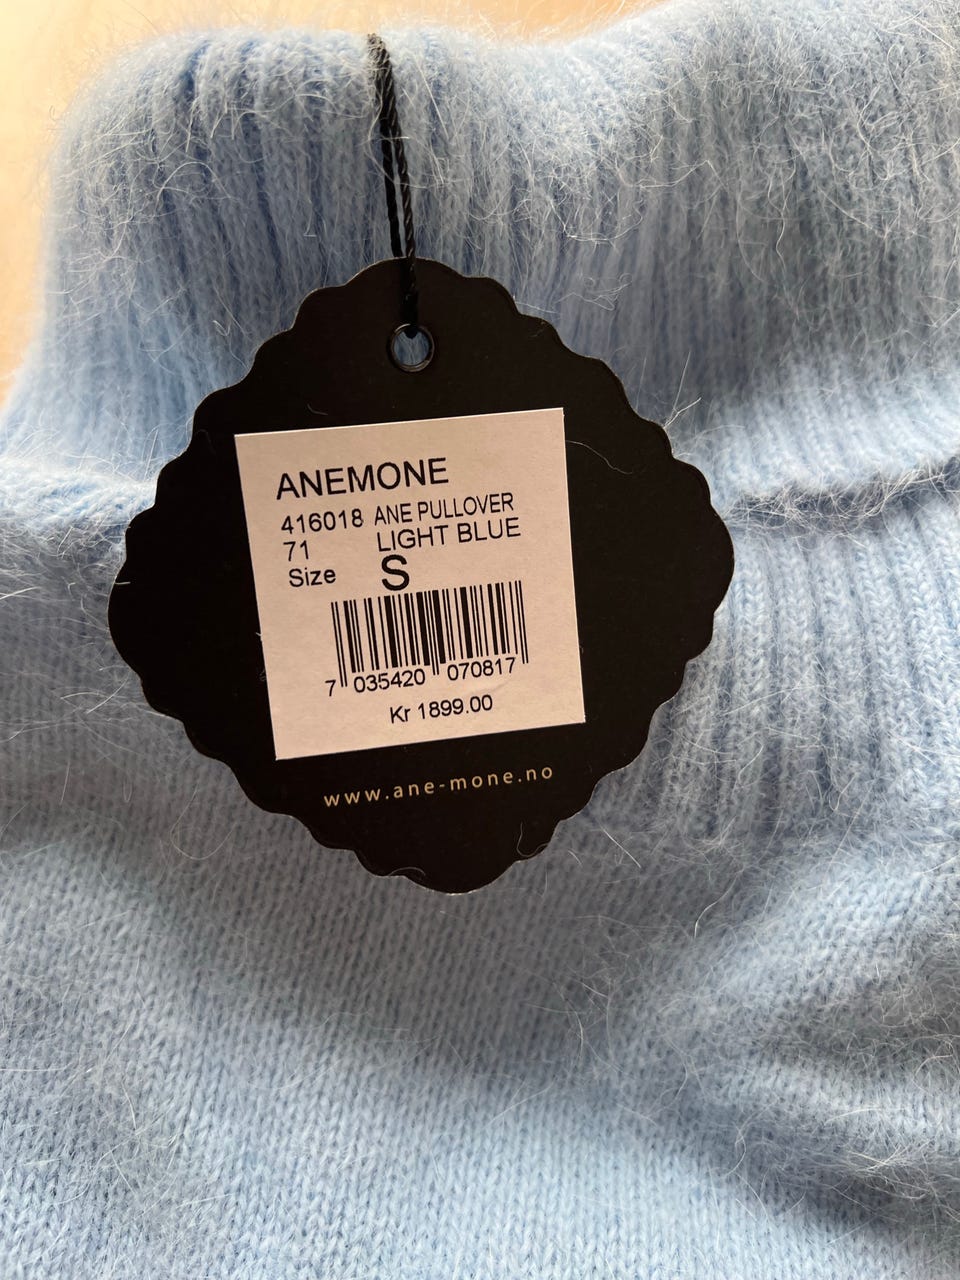 ANEMONE
416018 ANE PULLOVER
71 LIGHT BLUE
Size S
7 035420 070817
Kr 1899.00
www.ane-mone.no